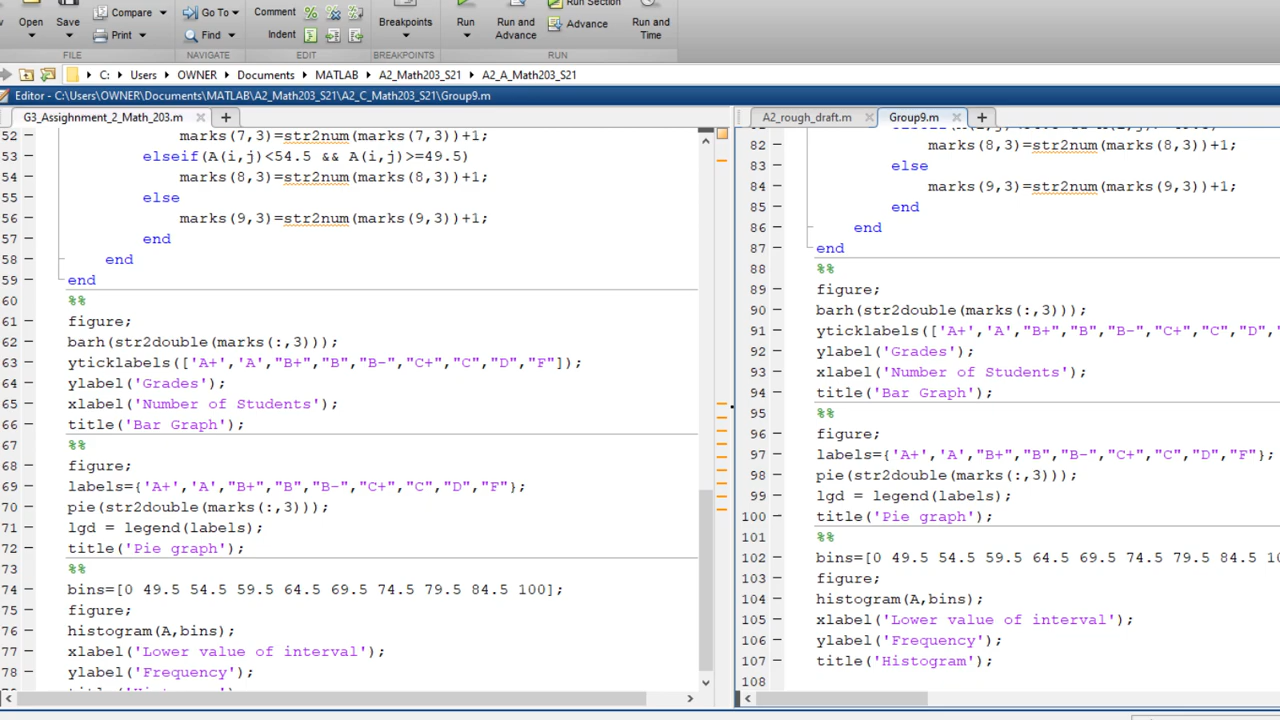 Open
Save
Compare
Print
Go To
Find
Comment
Indent
Breakpoints
Run
Run and
Advance
Run Section
Advance
Run and
Time
FILE
NAVIGATE
EDIT
BREAKPOINTS
RUN
C: Users OWNER Documents MATLAB A2_Math203_S21 A2_A_Math203_S21
Editor - C:\Users\OWNER\Documents\MATLAB\A2_Math203_S21\A2_C_Math203_S21\Group9.m
G3_Assighnment_2_Math_203.m
52 marks(7,3)=str2num(marks(7,3))+1;
53 elseif(A(i,j)<54.5 && A(i,j)>=49.5)
54 marks(8,3)=str2num(marks(8,3))+1;
55 else
56 marks(9,3)=str2num(marks(9,3))+1;
57 end
58 end
59 end
60 %%
61 figure;
62 barh(str2double(marks(:,3)));
63 yticklabels(['A+','A',"B+","B","B-","C+","C","D","F"]);
64 ylabel('Grades');
65 xlabel('Number of Students');
66 title('Bar Graph');
67 %%
68 figure;
69 labels={'A+','A',"B+","B","B-","C+","C","D","F"};
70 pie(str2double(marks(:,3)));
71 lgd = legend(labels);
72 title('Pie graph');
73 %%
74 bins=[0 49.5 54.5 59.5 64.5 69.5 74.5 79.5 84.5 100];
75 figure;
76 histogram(A,bins);
77 xlabel('Lower value of interval');
78 ylabel('Frequency');
A2_rough_draft.m
Group9.m
82 marks(8,3)=str2num(marks(8,3))+1;
83 else
84 marks(9,3)=str2num(marks(9,3))+1;
85 end
86 end
87 end
88 %%
89 figure;
90 barh(str2double(marks(:,3)));
91 yticklabels(['A+','A',"B+","B","B-","C+","C","D",
92 ylabel('Grades');
93 xlabel('Number of Students');
94 title('Bar Graph');
95 %%
96 figure;
97 labels={'A+','A',"B+","B","B-","C+","C","D","F"};
98 pie(str2double(marks(:,3)));
99 lgd = legend(labels);
100 title('Pie graph');
101 %%
102 bins=[0 49.5 54.5 59.5 64.5 69.5 74.5 79.5 84.5
103 figure;
104 histogram(A,bins);
105 xlabel('Lower value of interval');
106 ylabel('Frequency');
107 title('Histogram');
108